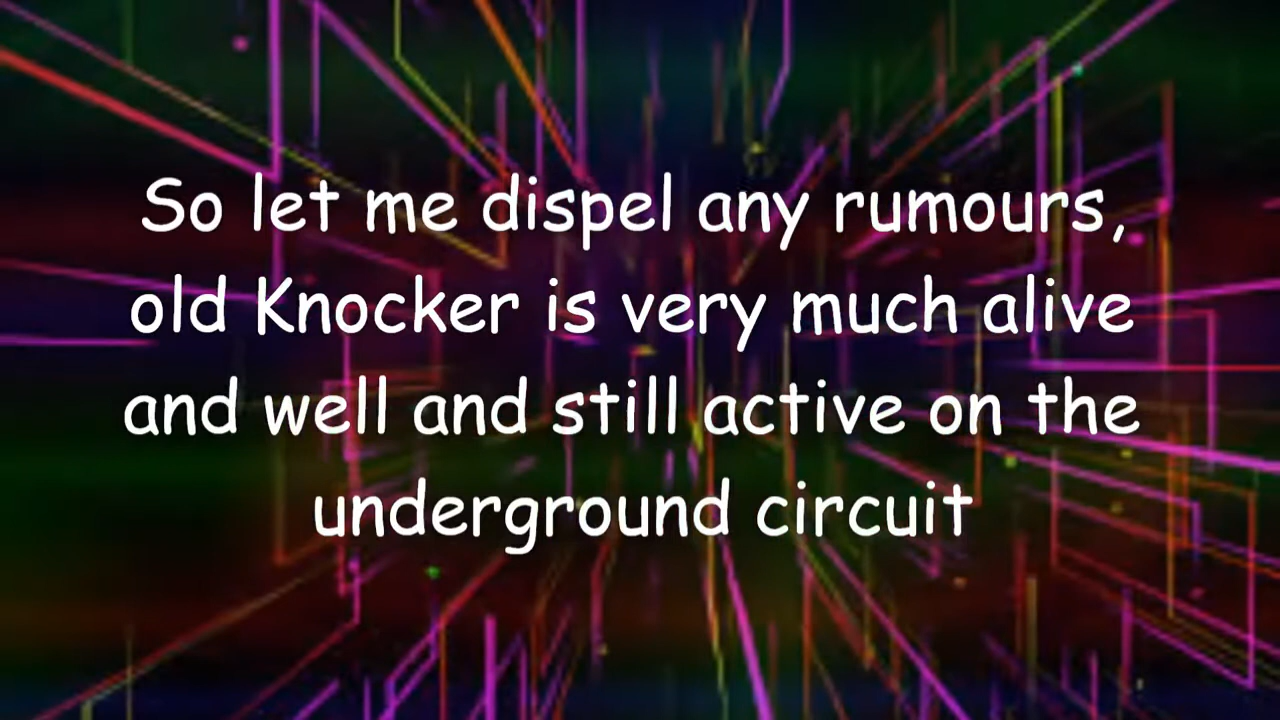 So let me dispel any rumours,
old Knocker is very much alive
and well and still active on the
underground circuit